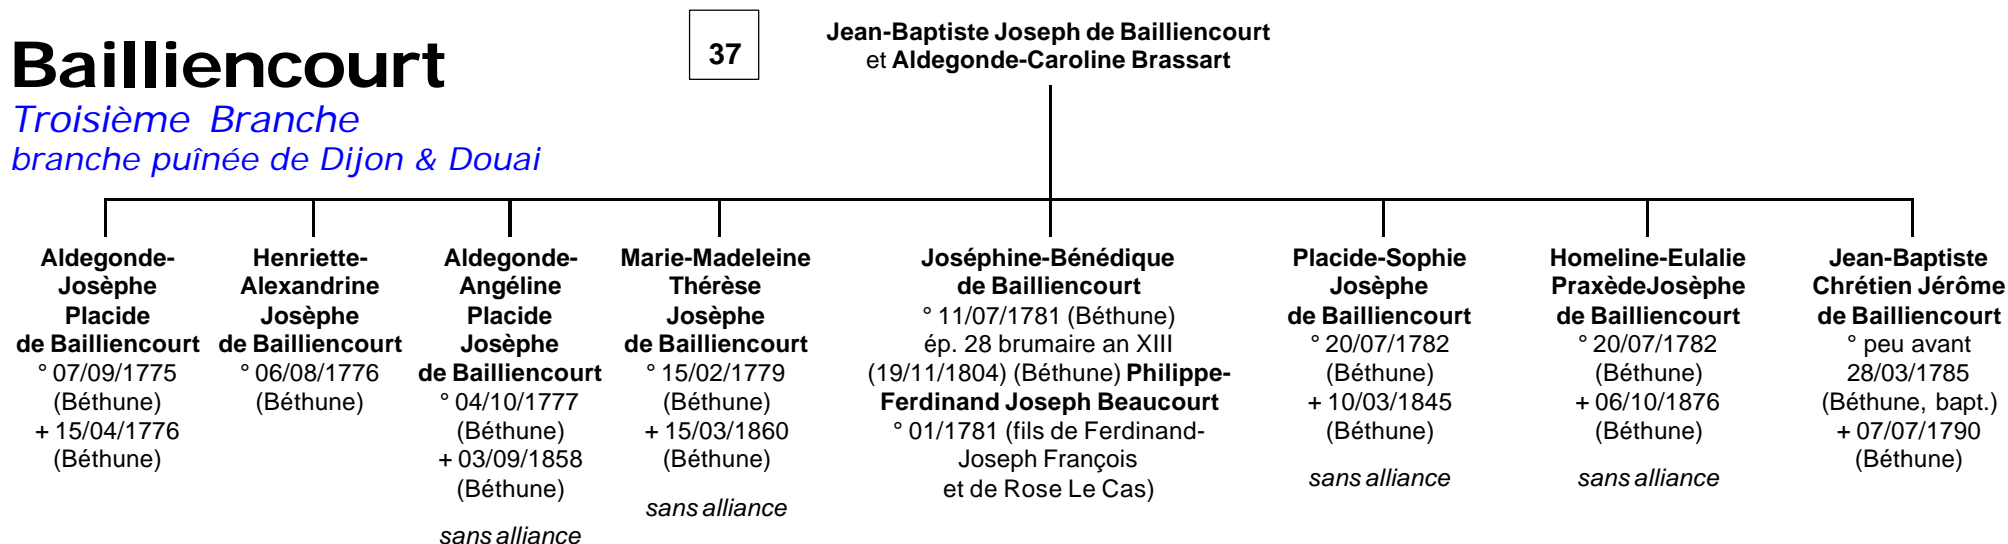 Bailliencourt
Troisième Branche
branche puînée de Dijon & Douai
37
Jean-Baptiste Joseph de Bailliencourt
et Aldegonde-Caroline Brassart
Aldegonde-
Josèphe
Placide
de Bailliencourt
° 07/09/1775
(Béthune)
+ 15/04/1776
(Béthune)
Henriette-
Alexandrine
Josèphe
de Bailliencourt
° 06/08/1776
(Béthune)
Aldegonde-
Angéline
Placide
Josèphe
de Bailliencourt
° 04/10/1777
(Béthune)
+ 03/09/1858
(Béthune)
sans alliance
Marie-Madeleine
Thérèse
Josèphe
de Bailliencourt
° 15/02/1779
(Béthune)
+ 15/03/1860
(Béthune)
sans alliance
Joséphine-Bénédique
de Bailliencourt
° 11/07/1781 (Béthune)
ép. 28 brumaire an XIII
(19/11/1804) (Béthune) Philippe-
Ferdinand Joseph Beaucourt
° 01/1781 (fils de Ferdinand-
Joseph François
et de Rose Le Cas)
Placide-Sophie
Josèphe
de Bailliencourt
° 20/07/1782
(Béthune)
+ 10/03/1845
(Béthune)
sans alliance
Homeline-Eulalie
PraxèdeJosèphe
de Bailliencourt
° 20/07/1782
(Béthune)
+ 06/10/1876
(Béthune)
sans alliance
Jean-Baptiste
Chrétien Jérôme
de Bailliencourt
° peu avant
28/03/1785
(Béthune, bapt.)
+ 07/07/1790
(Béthune)